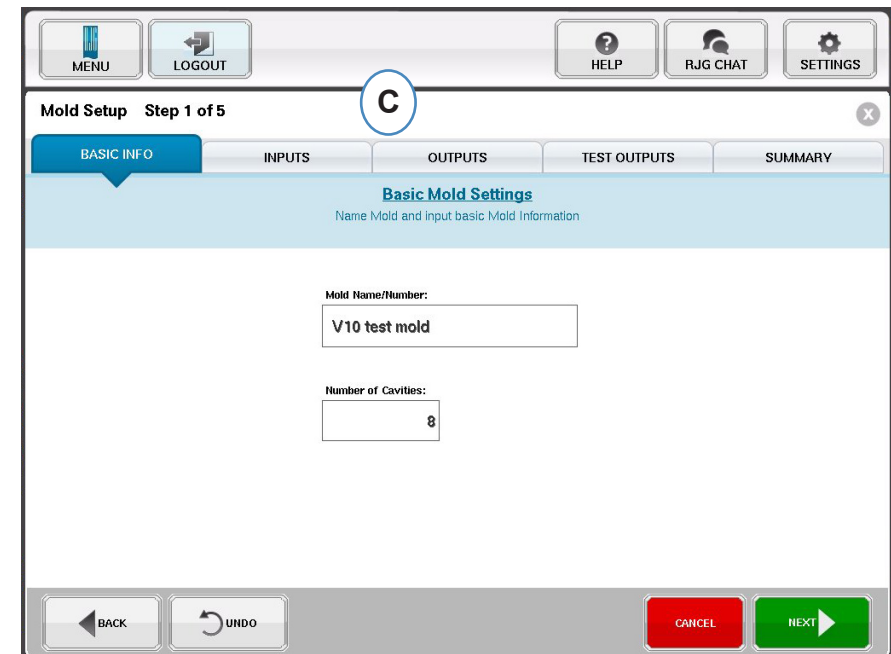 MENU LOGOUT HELP RJG CHAT SETTINGS
C
Mold Setup Step 1 of 5
X
BASIC INFO INPUTS OUTPUTS TEST OUTPUTS SUMMARY
Basic Mold Settings
Name Mold and input basic Mold Information
Mold Name/Number:
V10 test mold
Number of Cavities:
8
BACK UNDO CANCEL NEXT